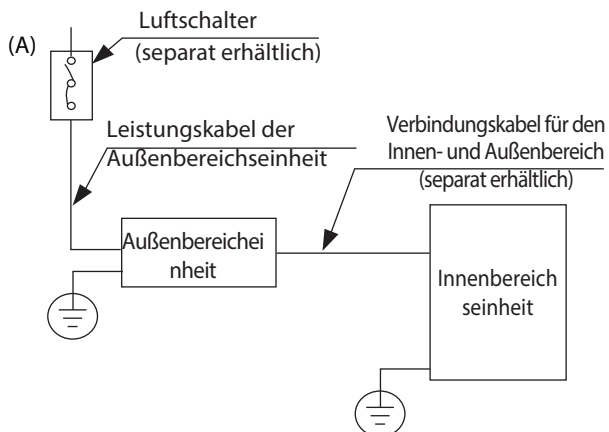 (A)
Luftschalter
(separat erhältlich)
Leistungskabel der
Außenbereichseinheit
Verbindungskabel für den
Innen- und Außenbereich
(separat erhältlich)
Außenbereichei
nheit
Innenbereich
seinheit